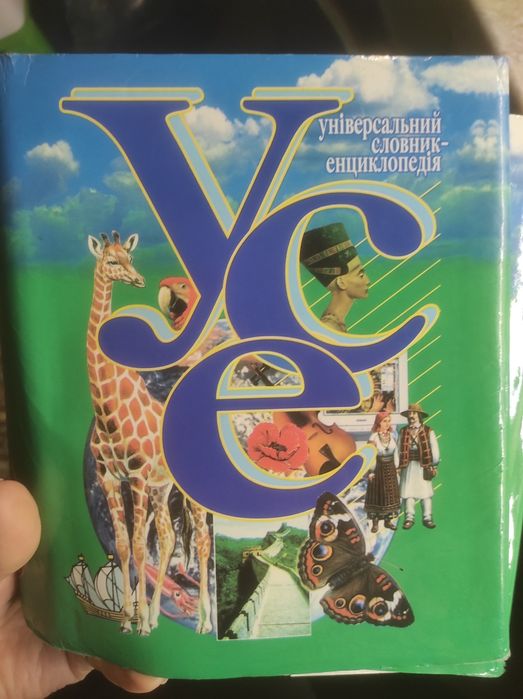 УСЕ
універсальний
словник-
енциклопедія